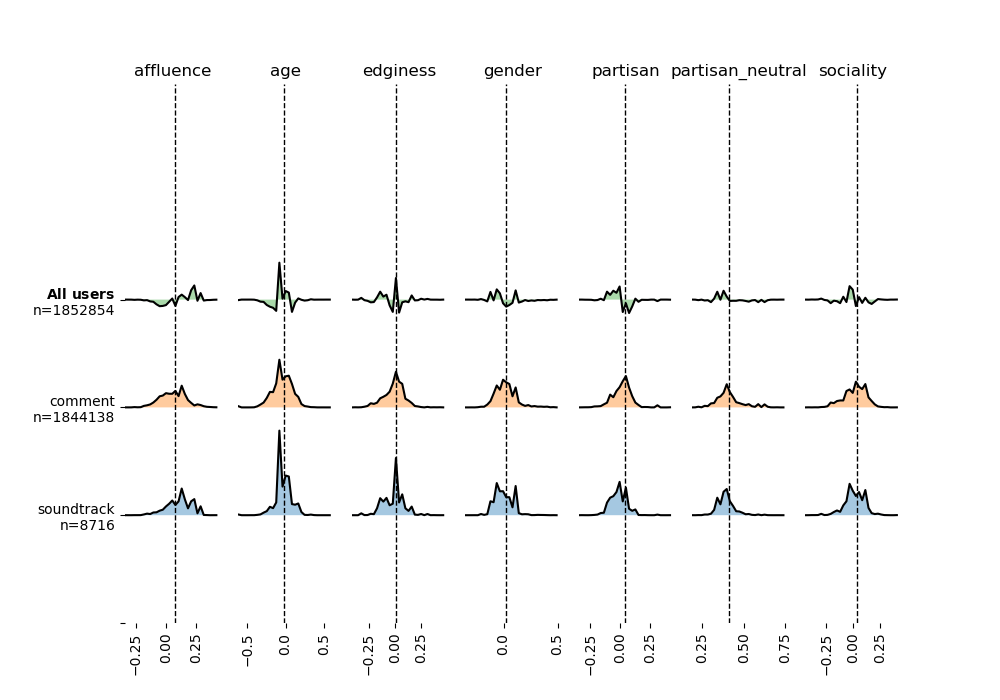 affluence age edginess gender partisan partisan_neutral sociality
All users
n=1852854
comment
n=1844138
soundtrack
n=8716
−0.25 0.00 0.25 −0.5 0.0 0.5 −0.25 0.00 0.25 0.0 0.5 −0.25 0.00 0.25 0.25 0.50 0.75 −0.25 0.00 0.25